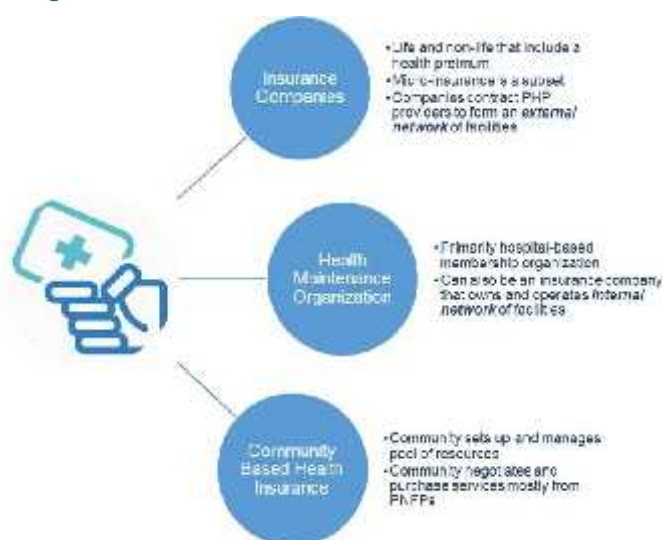 Insurance
Companies
•Life and non-life that include a
health premium
•Micro-insurance is a subset
•Companies contract PHP
providers to form an external
network of facilities
Health
Maintenance
Organization
•Primarily hospital-based
membership organization
•Can also be an insurance company
that owns and operates internal
network of facilities
Community
Based Health
Insurance
•Community sets up and manages
pool of resources
•Community negotiates and
purchase services mostly from
PNFPs